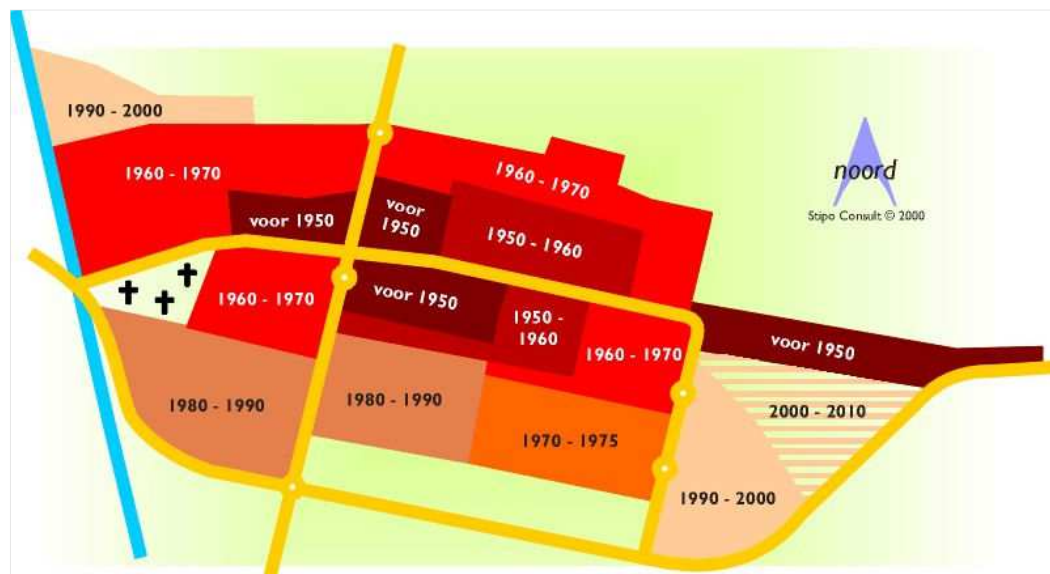 1990 - 2000
1960 - 1970
1960 - 1970
noord
Stipo Consult © 2000
voor 1950
voor
1950
1950 - 1960
1960 - 1970
voor 1950
1950 -
1960
1960 - 1970
voor 1950
1980 - 1990
1980 - 1990
1970 - 1975
2000 - 2010
1990 - 2000